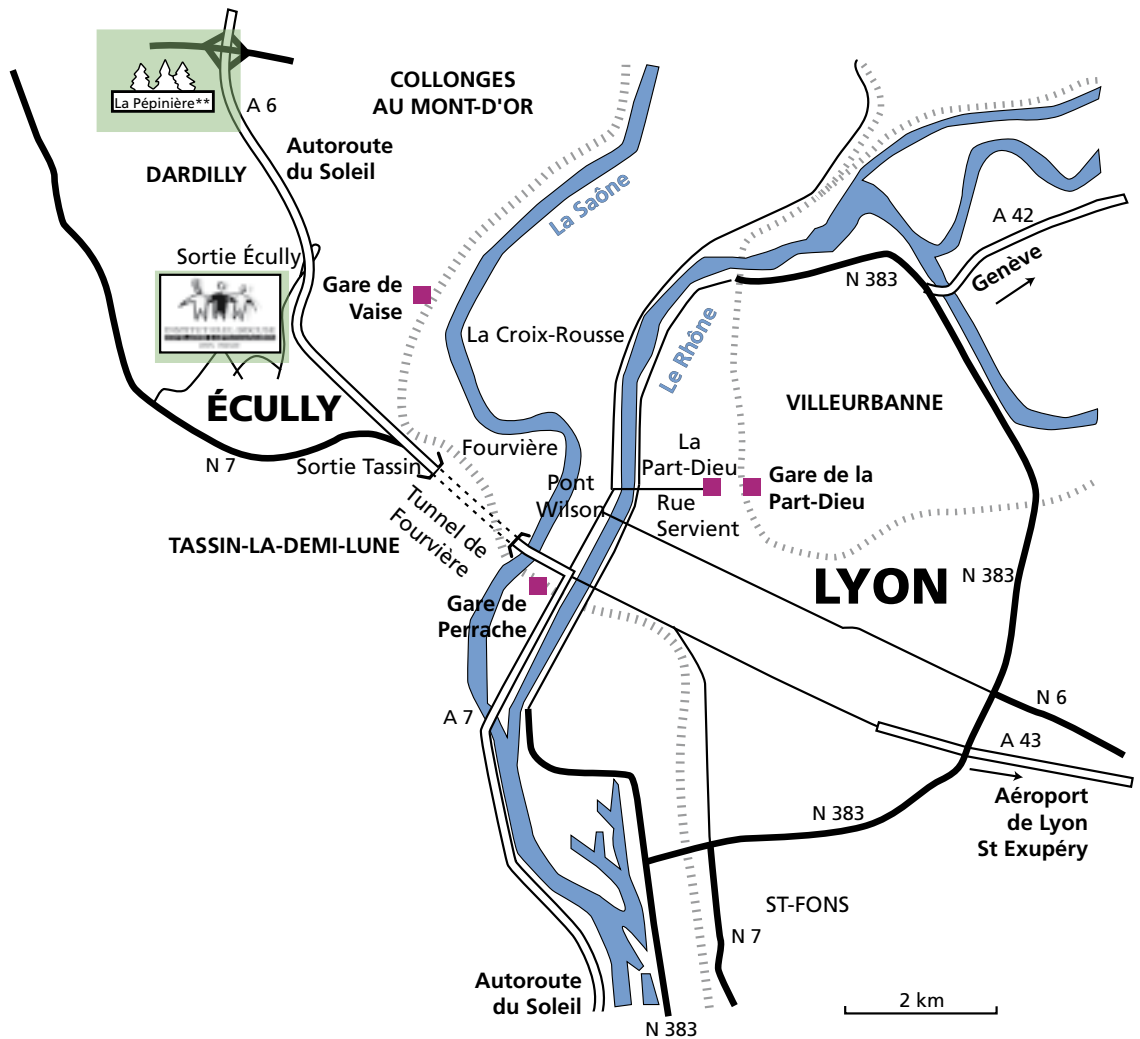 COLLONGES
AU MONT-D'OR
La Pépinière**
A 6
Autoroute
du Soleil
DARDILLY
La Saône
A 42
Sortie Écully
Genève
N 383
Gare de
Vaise
La Croix-Rousse
Le Rhône
ÉCULLY
VILLEURBANNE
Fourvière
La
Part-Dieu
N 7
Sortie Tassin
Gare de la
Part-Dieu
Pont
Wilson
Rue
Servient
Tunnel de
Fourvière
TASSIN-LA-DEMI-LUNE
LYON
N 383
Gare de
Perrache
N 6
A 7
A 43
Aéroport
de Lyon
St Exupéry
N 383
ST-FONS
N 7
Autoroute
du Soleil
2 km
N 383